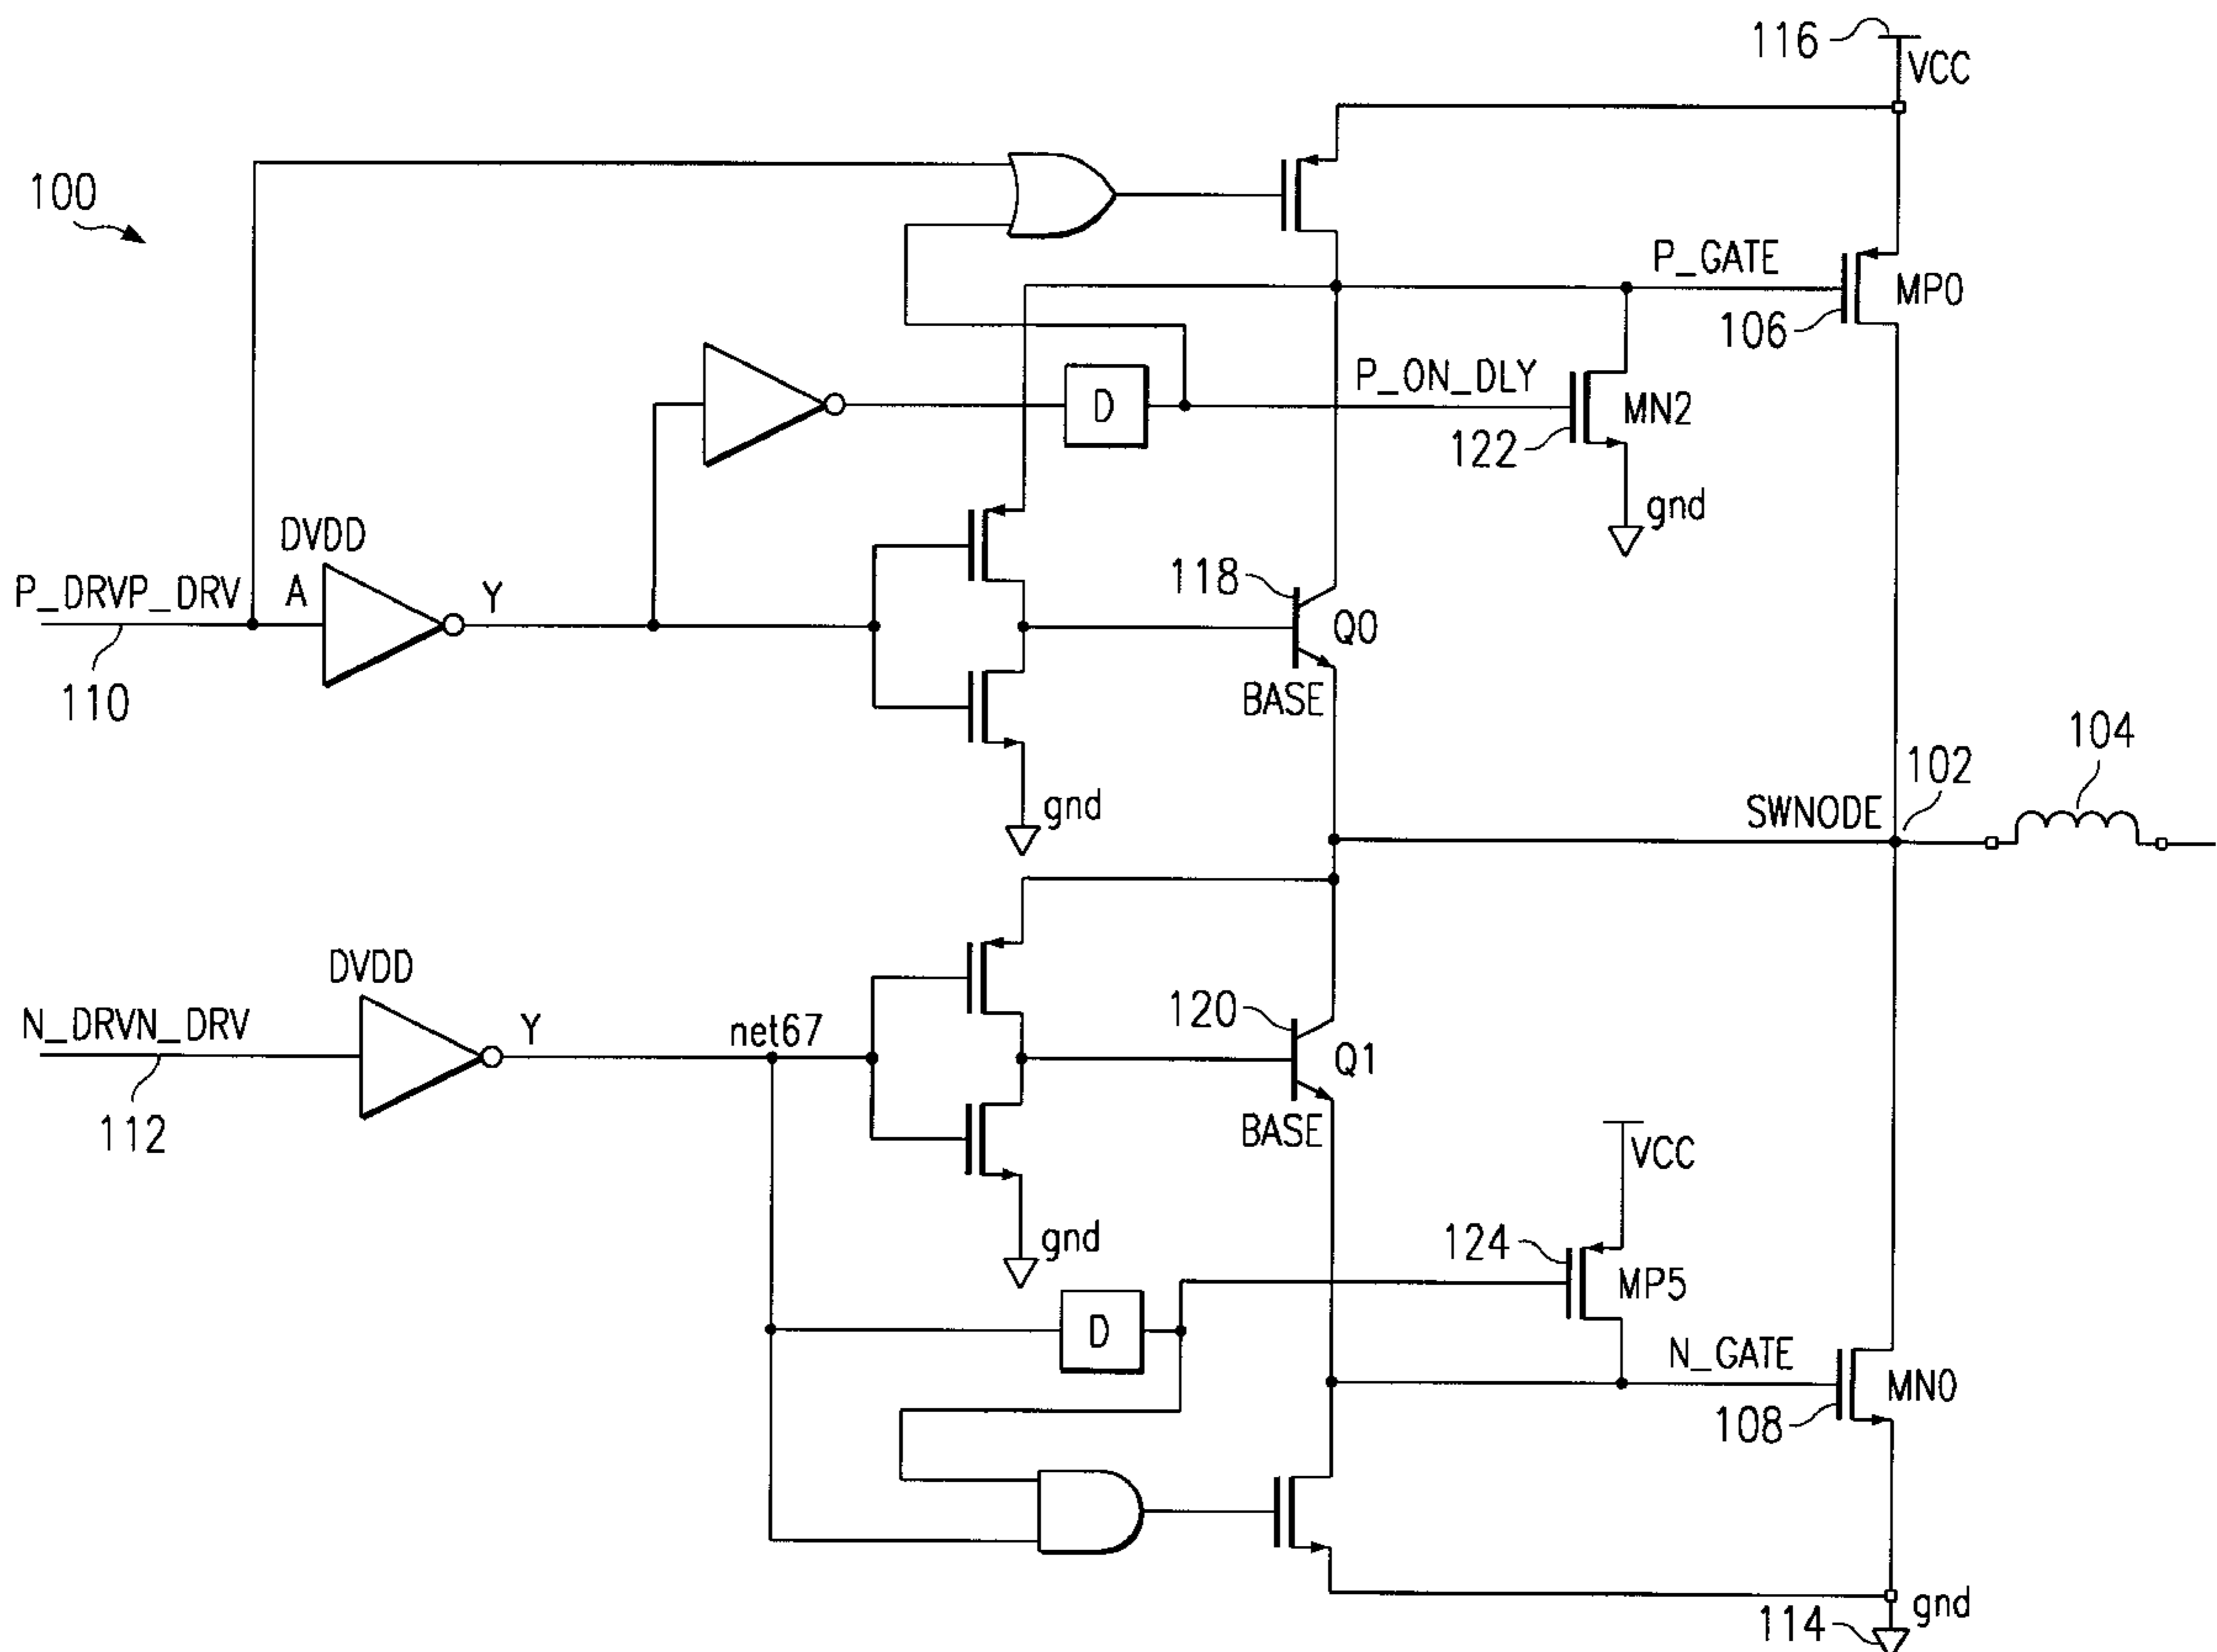 116
VCC
100
P_GATE
MP0
106
P_ON_DLY
D
MN2
122
gnd
DVDD
P_DRVP_DRV
A
Y
118
Q0
110
BASE
104
102
gnd
SWNODE
DVDD
N_DRVN_DRV
Y
net67
120
Q1
112
BASE
VCC
gnd
124
MP5
D
N_GATE
MN0
108
gnd
114